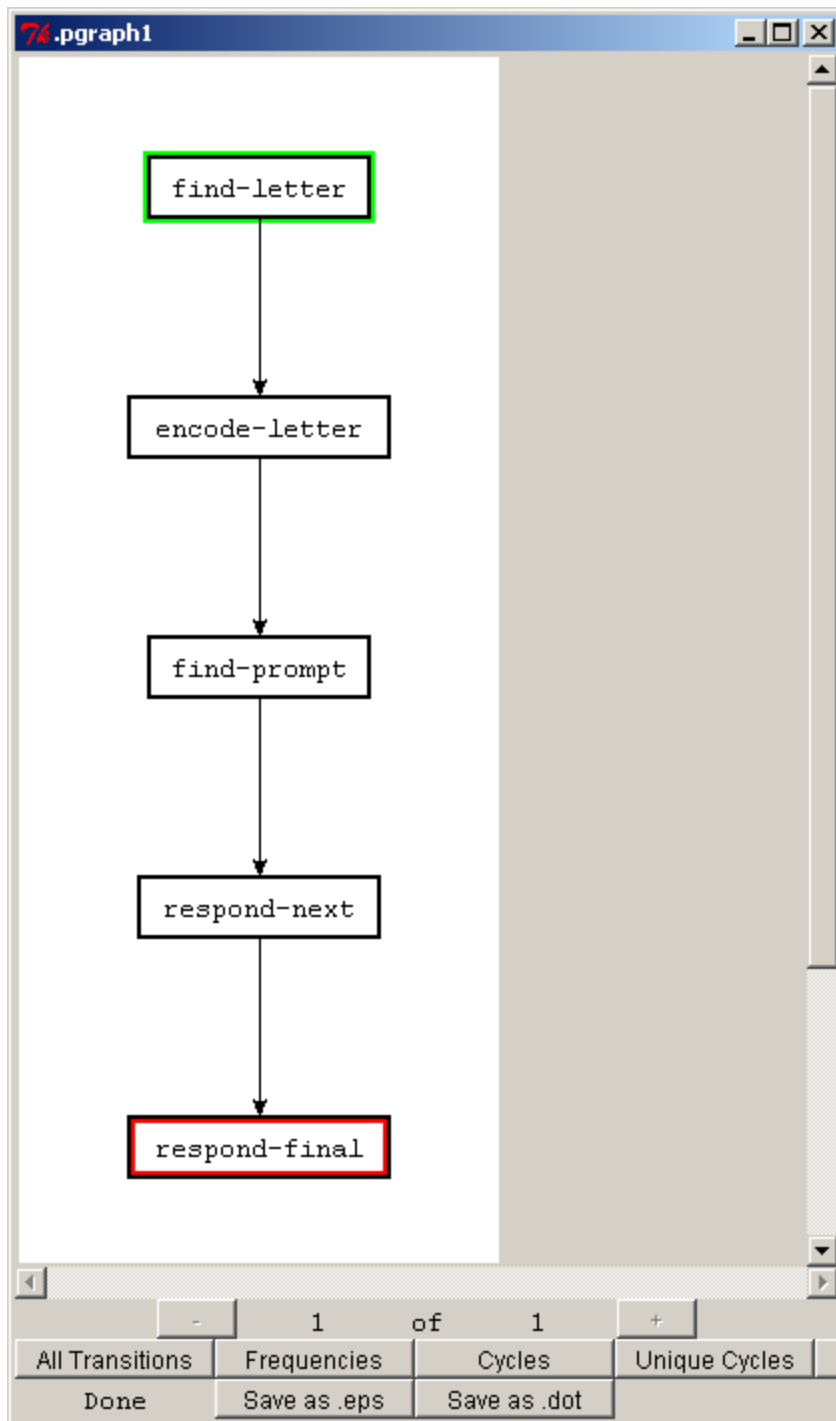 .pgraph1
find-letter
encode-letter
find-prompt
respond-next
respond-final
- 1 of 1 +
All Transitions Frequencies Cycles Unique Cycles
Done Save as .eps Save as .dot